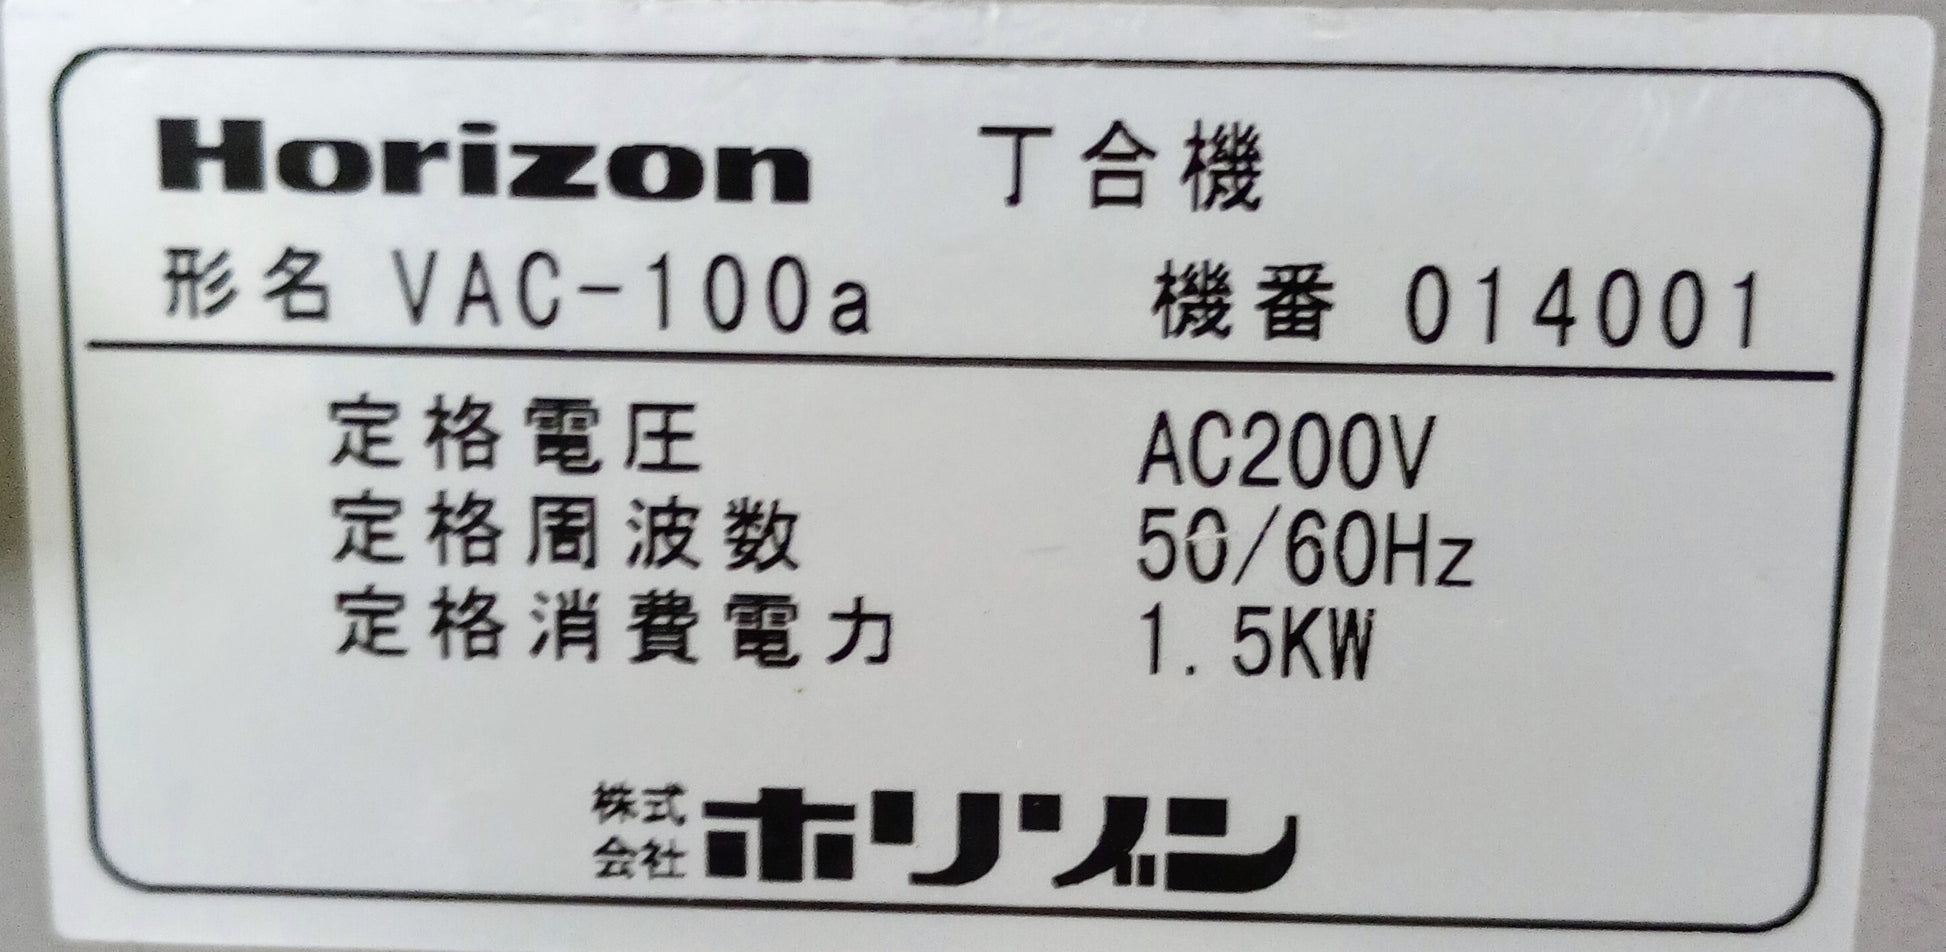 Horizon 丁合機
形名 VAC-100a 機番 014001
定格電圧 AC200V
定格周波数 50/60Hz
定格消費電力 1.5KW
株式会社 ホリゾン